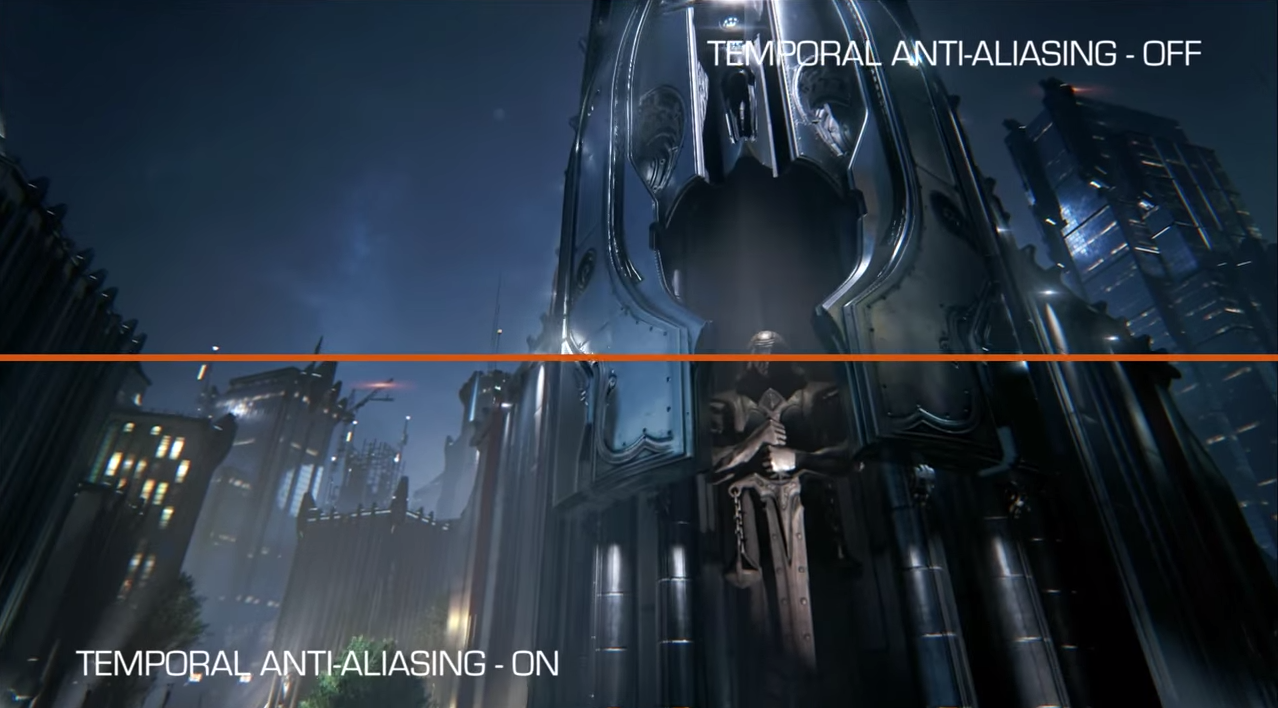 TEMPORAL ANTI-ALIASING - OFF
TEMPORAL ANTI-ALIASING - ON